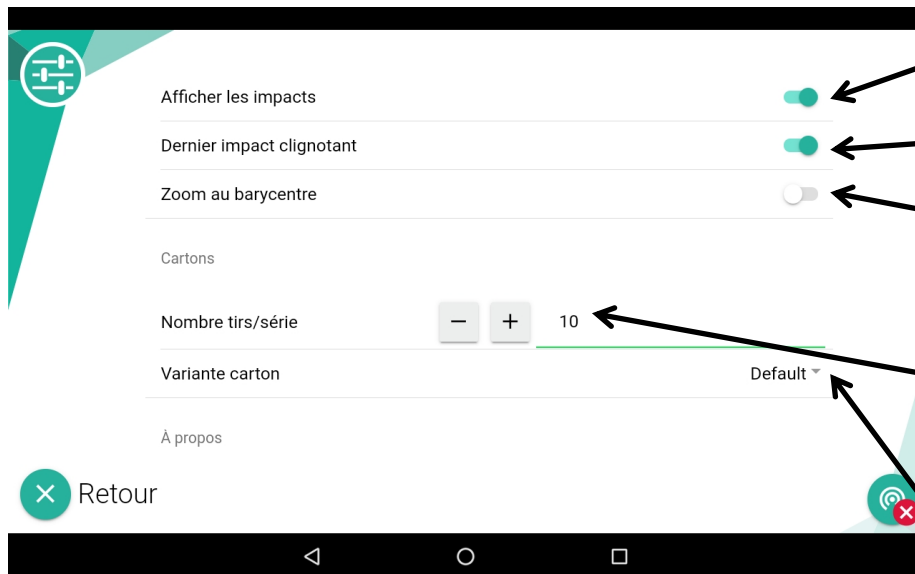 Afficher les impacts
Dernier impact clignotant
Zoom au barycentre
Cartons
Nombre tirs/série − + 10
Variante carton Default
À propos
Retour